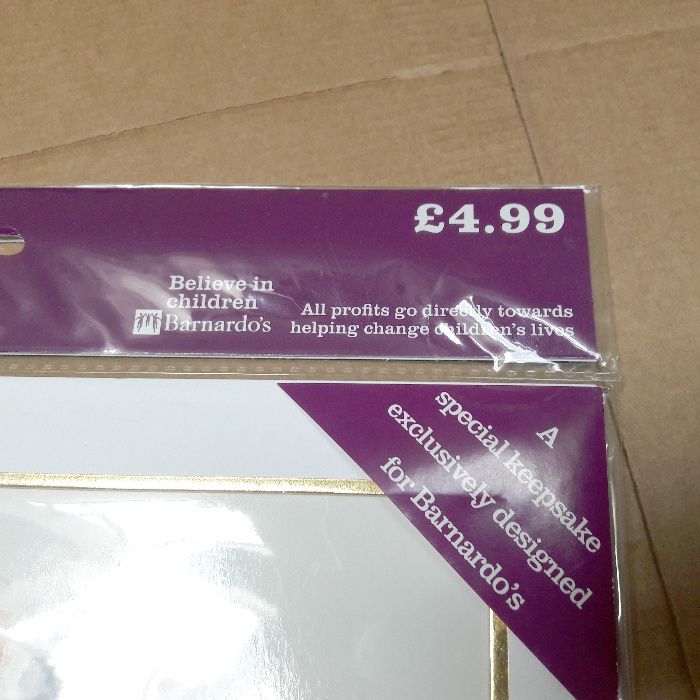 £4.99
Believe in
children
Barnardo's
All profits go directly towards
helping change children's lives
A
special keepsake
exclusively designed
for Barnardo's